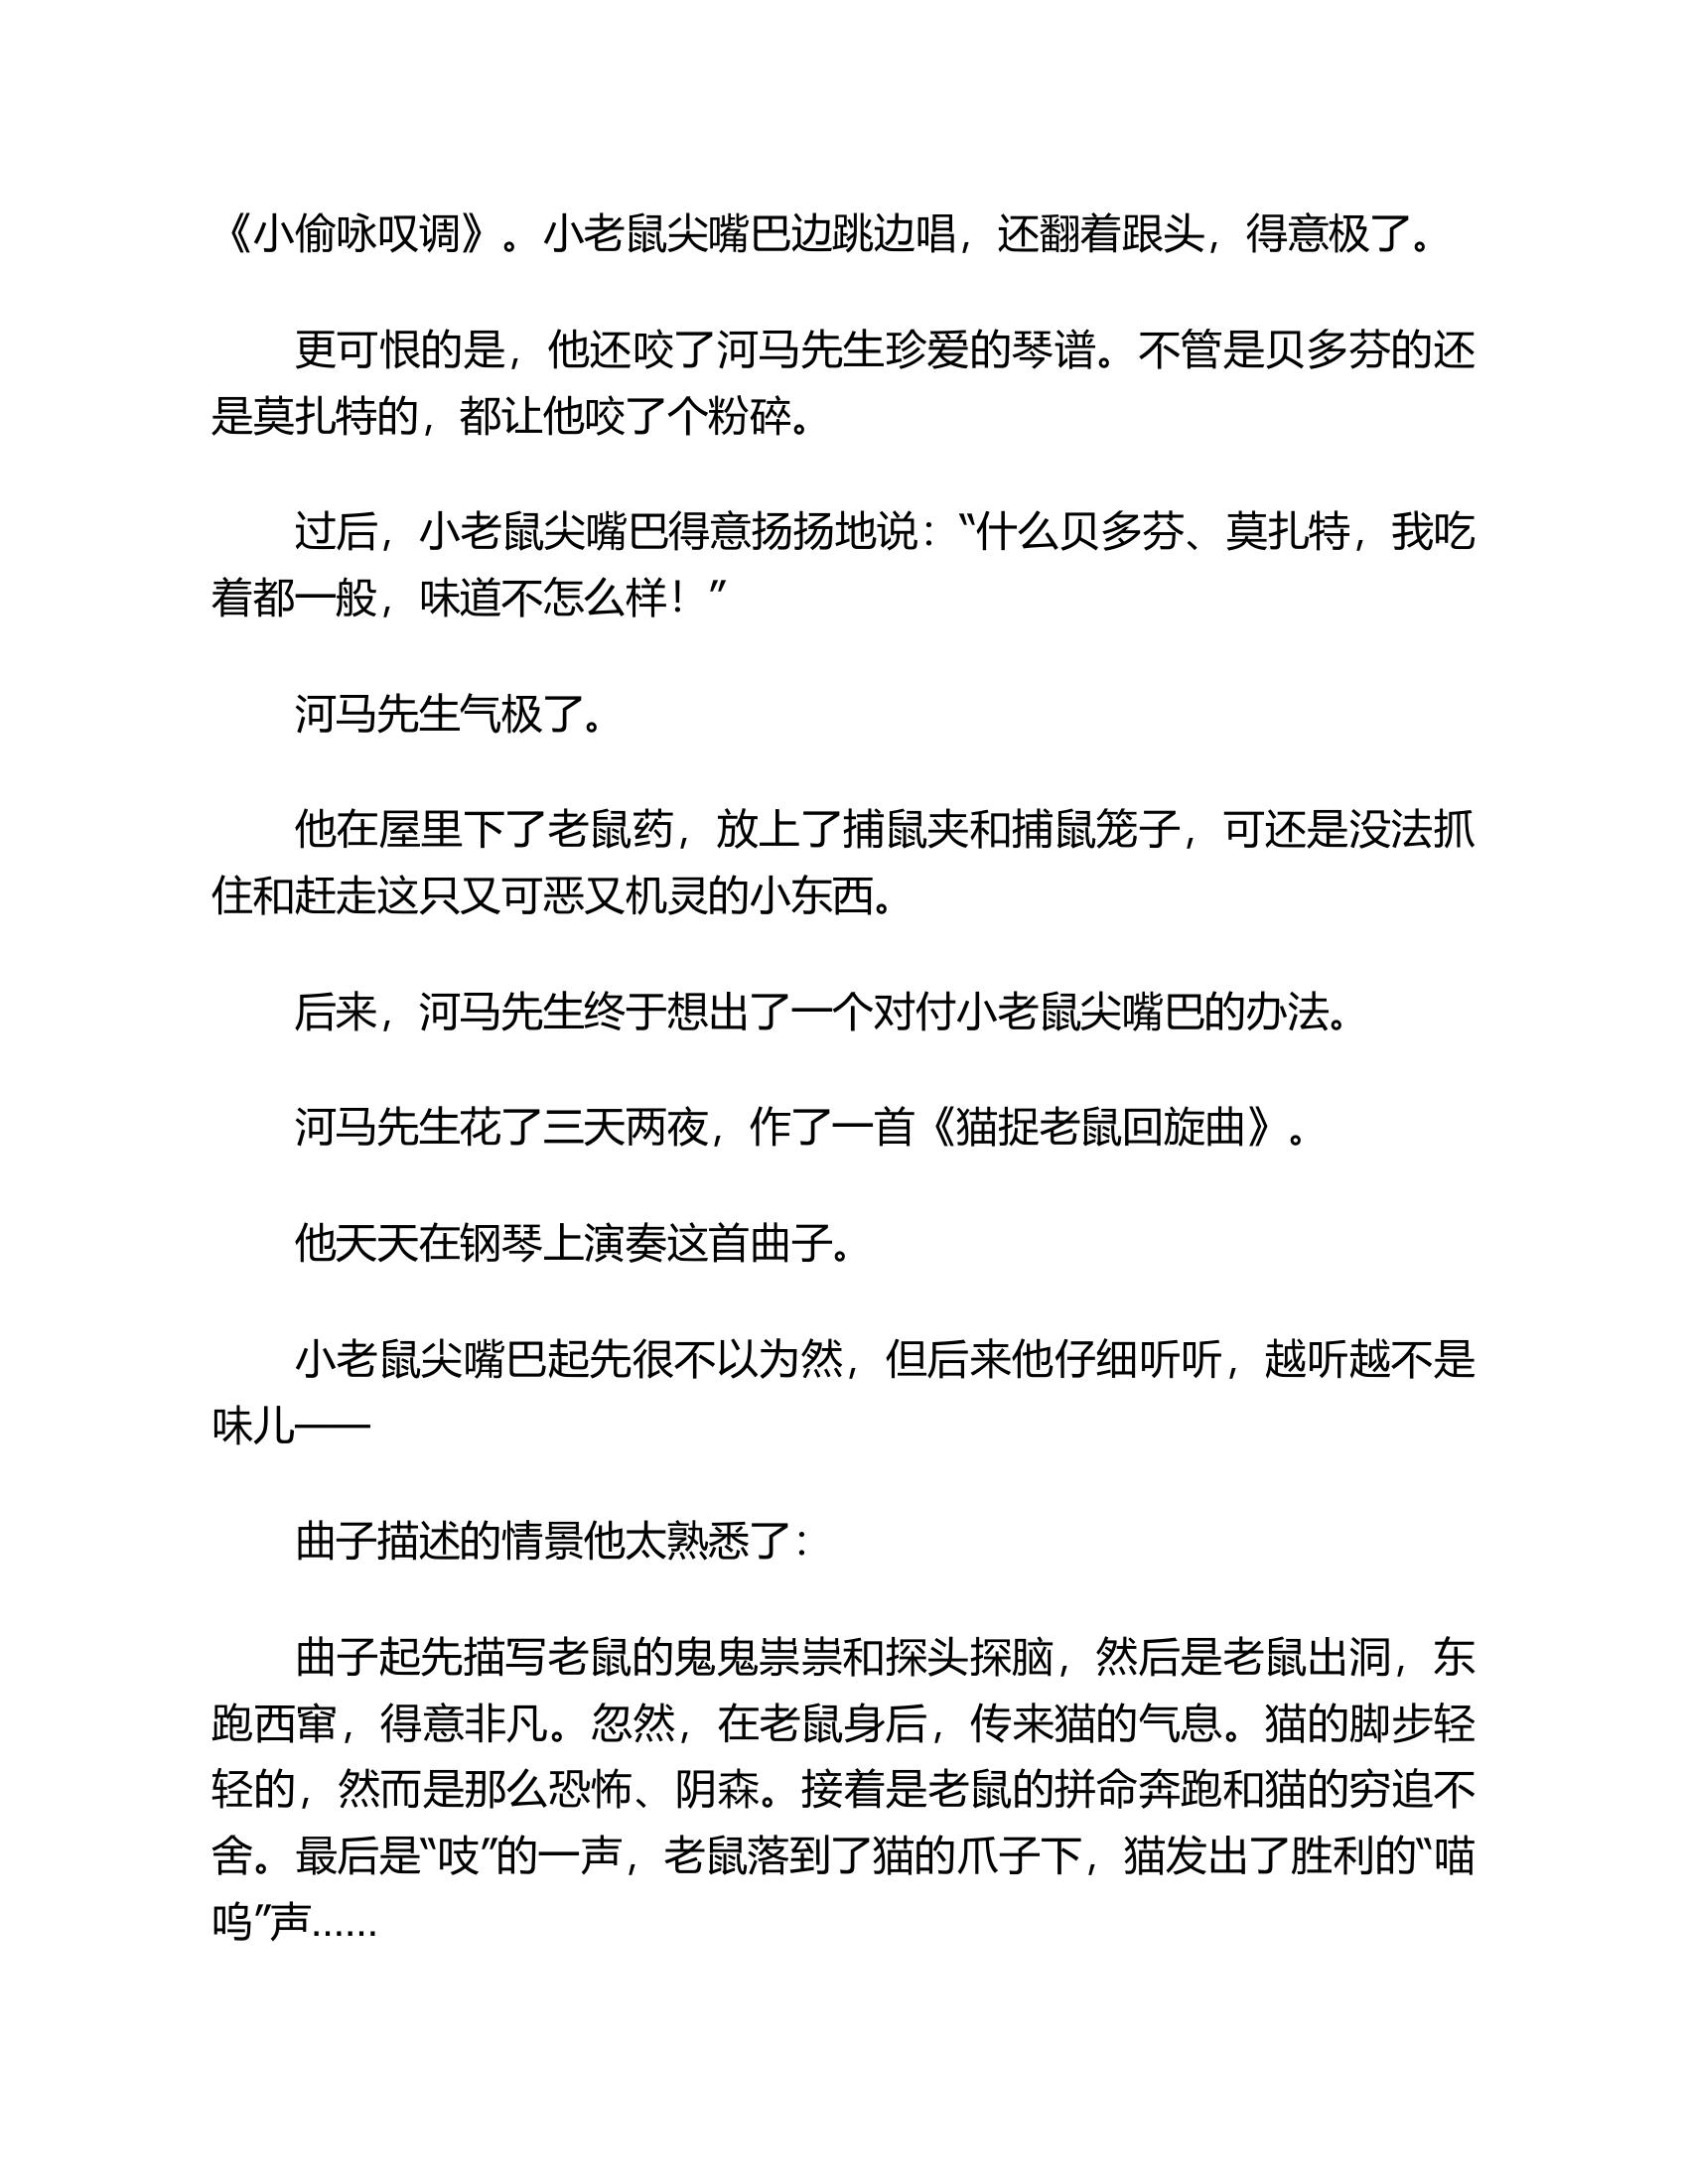 《小偷咏叹调》。小老鼠尖嘴巴边跳边唱，还翻着跟头，得意极了。
更可恨的是，他还咬了河马先生珍爱的琴谱。不管是贝多芬的还
是莫扎特的，都让他咬了个粉碎。
过后，小老鼠尖嘴巴得意扬扬地说：“什么贝多芬、莫扎特，我吃
着都一般，味道不怎么样！”
河马先生气极了。
他在屋里下了老鼠药，放上了捕鼠夹和捕鼠笼子，可还是没法抓
住和赶走这只又可恶又机灵的小东西。
后来，河马先生终于想出了一个对付小老鼠尖嘴巴的办法。
河马先生花了三天两夜，作了一首《猫捉老鼠回旋曲》。
他天天在钢琴上演奏这首曲子。
小老鼠尖嘴巴起先很不以为然，但后来他仔细听听，越听越不是
味儿——
曲子描述的情景他太熟悉了：
曲子起先描写老鼠的鬼鬼祟祟和探头探脑，然后是老鼠出洞，东
跑西窜，得意非凡。忽然，在老鼠身后，传来猫的气息。猫的脚步轻
轻的，然而是那么恐怖、阴森。接着是老鼠的拼命奔跑和猫的穷追不
舍。最后是“吱”的一声，老鼠落到了猫的爪子下，猫发出了胜利的“喵
呜”声……